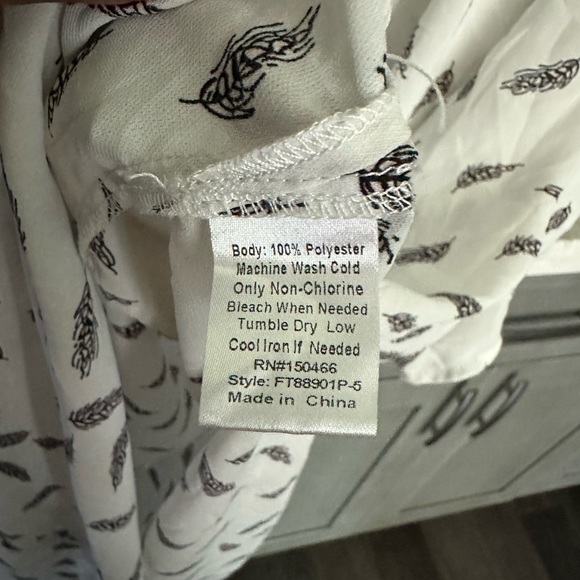 Body: 100% Polyester
Machine Wash Cold
Only Non-Chlorine
Bleach When Needed
Tumble Dry Low
Cool Iron If Needed
RN#150466
Style: FT88901P-5
Made in China